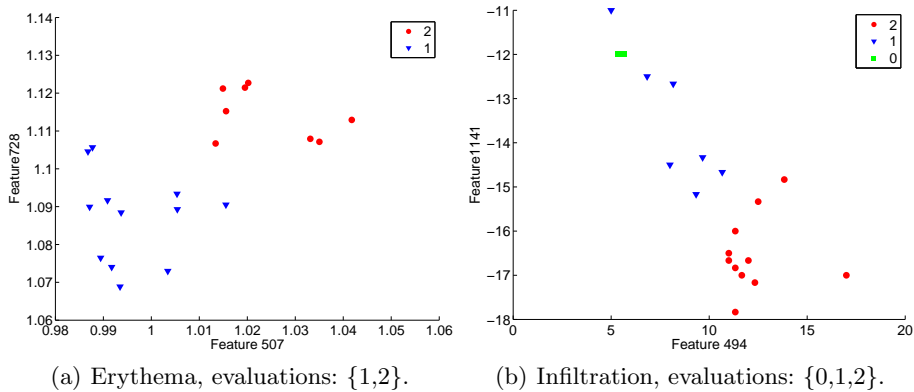 1.14
1.13
1.12
1.11
1.10
1.09
1.08
1.07
1.06
0.98 0.99 1 1.01 1.02 1.03 1.04 1.05 1.06
Feature 507
Feature728
2
1
(a) Erythema, evaluations: {1,2}.
−11
−12
−13
−14
−15
−16
−17
−18
0 5 10 15 20
Feature 494
Feature1141
2
1
0
(b) Infiltration, evaluations: {0,1,2}.